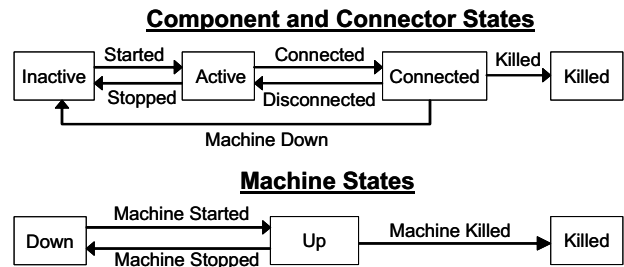 Component and Connector States
Started
Connected
Killed
Inactive
Active
Connected
Killed
Stopped
Disconnected
Machine Down
Machine States
Machine Started
Machine Killed
Down
Up
Killed
Machine Stopped